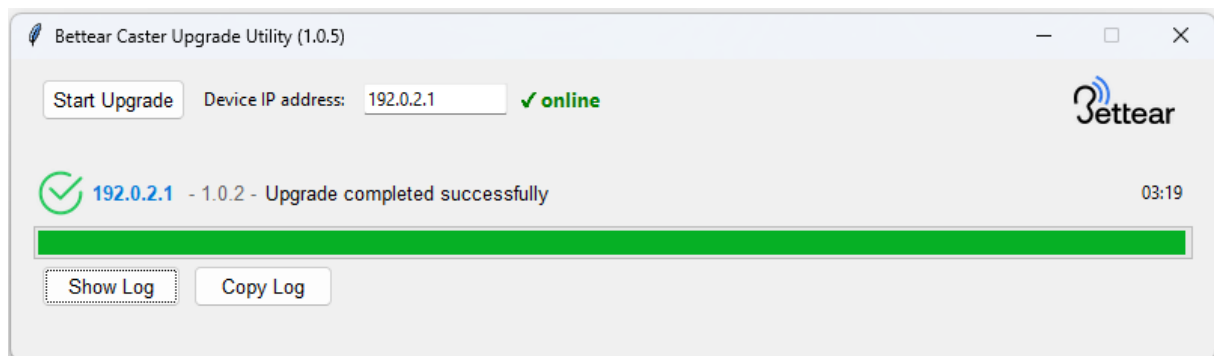 Bettear Caster Upgrade Utility (1.0.5)
Start Upgrade Device IP address: 192.0.2.1 ✓ online
Bettear
192.0.2.1 - 1.0.2 - Upgrade completed successfully 03:19
Show Log Copy Log